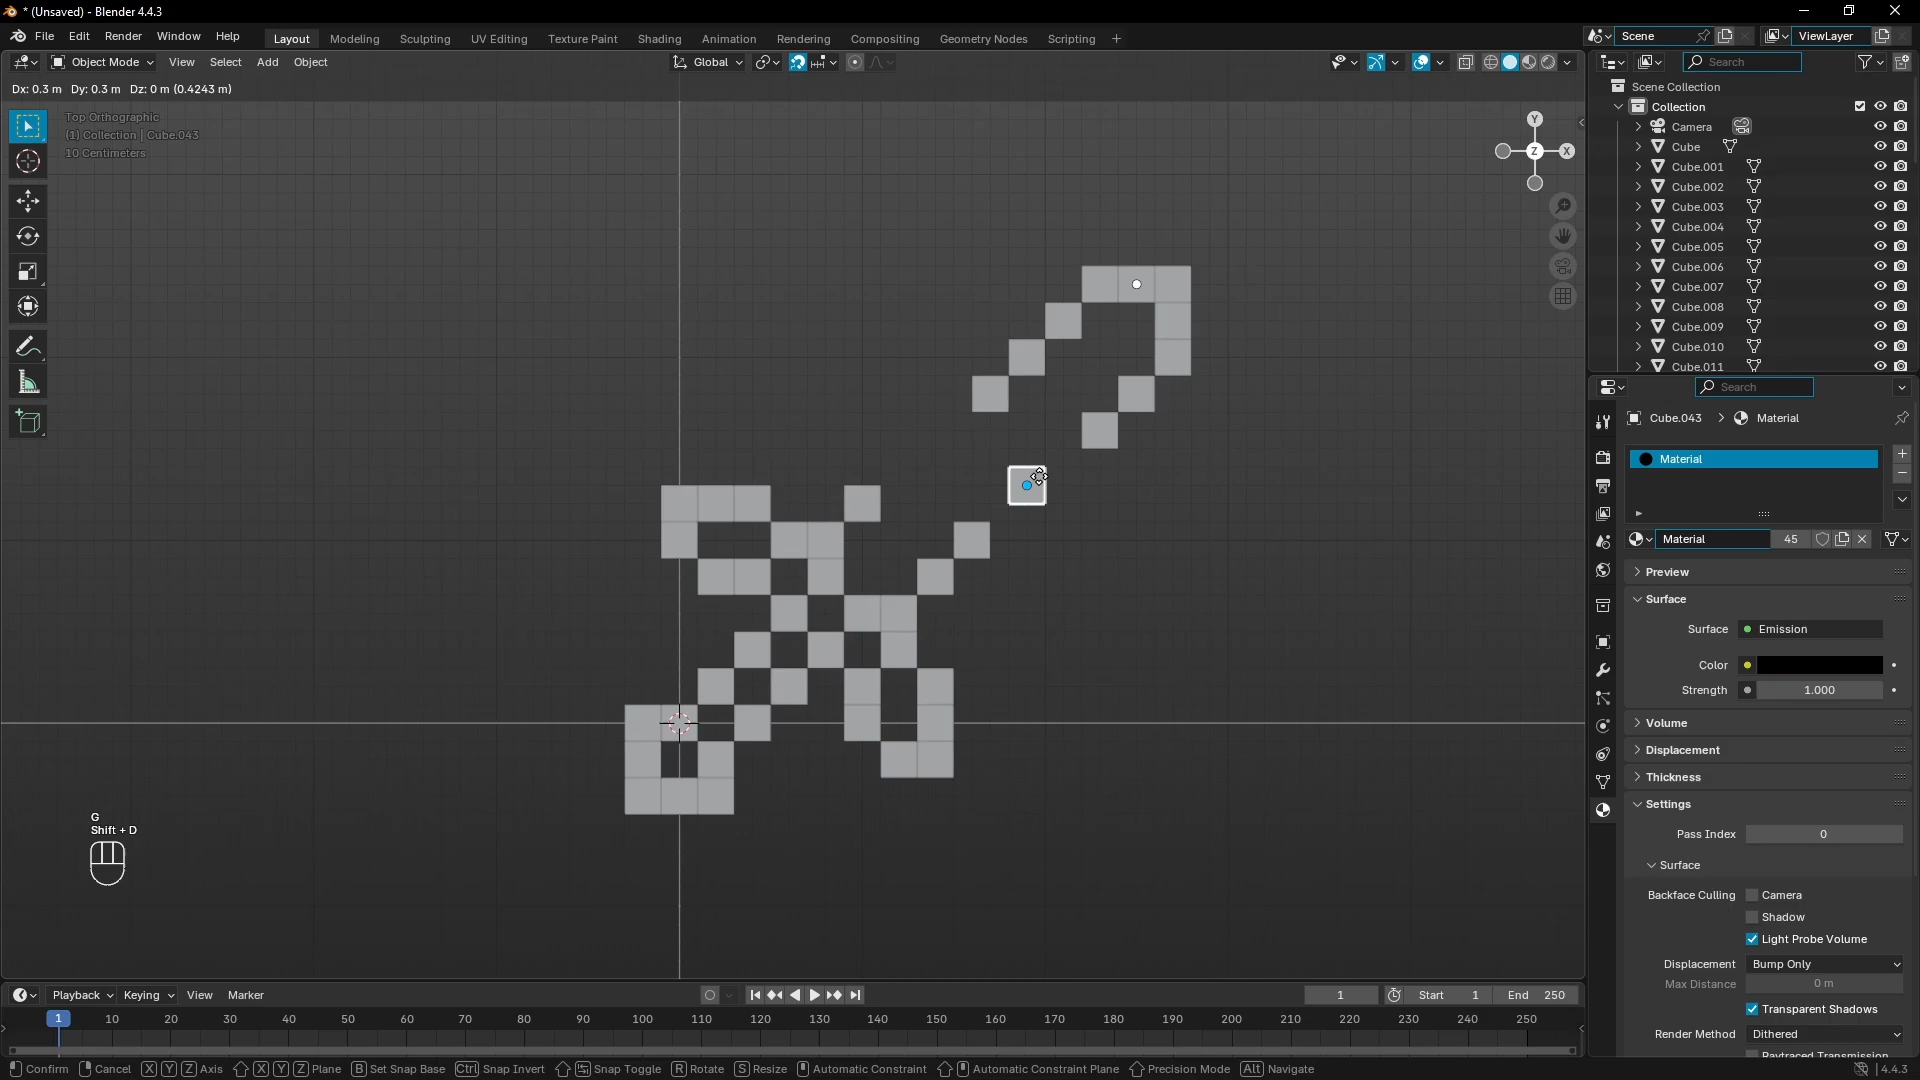 * (Unsaved) - Blender 4.4.3
File Edit Render Window Help Layout Modeling Sculpting UV Editing Texture Paint Shading Animation Rendering Compositing Geometry Nodes Scripting + Scene ViewLayer
Object Mode View Select Add Object Global Search
Dx: 0.3 m Dy: 0.3 m Dz: 0 m (0.4243 m)
Top Orthographic
(1) Collection | Cube.043
10 Centimeters
Y
Z
X
Scene Collection
Collection
Camera
Cube
Cube.001
Cube.002
Cube.003
Cube.004
Cube.005
Cube.006
Cube.007
Cube.008
Cube.009
Cube.010
Cube.011
Search
Cube.043 > Material
Material
Material 45
Preview
Surface
Surface Emission
Color
Strength 1.000
Volume
Displacement
Thickness
Settings
Pass Index 0
Surface
Backface Culling Camera
Shadow
Light Probe Volume
Displacement Bump Only
Max Distance 0 m
Transparent Shadows
Render Method Dithered
Raytraced Transmission
G
Shift + D
Playback Keying View Marker 1 Start 1 End 250
1 10 20 30 40 50 60 70 80 90 100 110 120 130 140 150 160 170 180 190 200 210 220 230 240 250
Confirm Cancel X Y Z Axis X Y Z Plane B Set Snap Base Ctrl Snap Invert Snap Toggle R Rotate S Resize Automatic Constraint Automatic Constraint Plane Precision Mode Alt Navigate 4.4.3